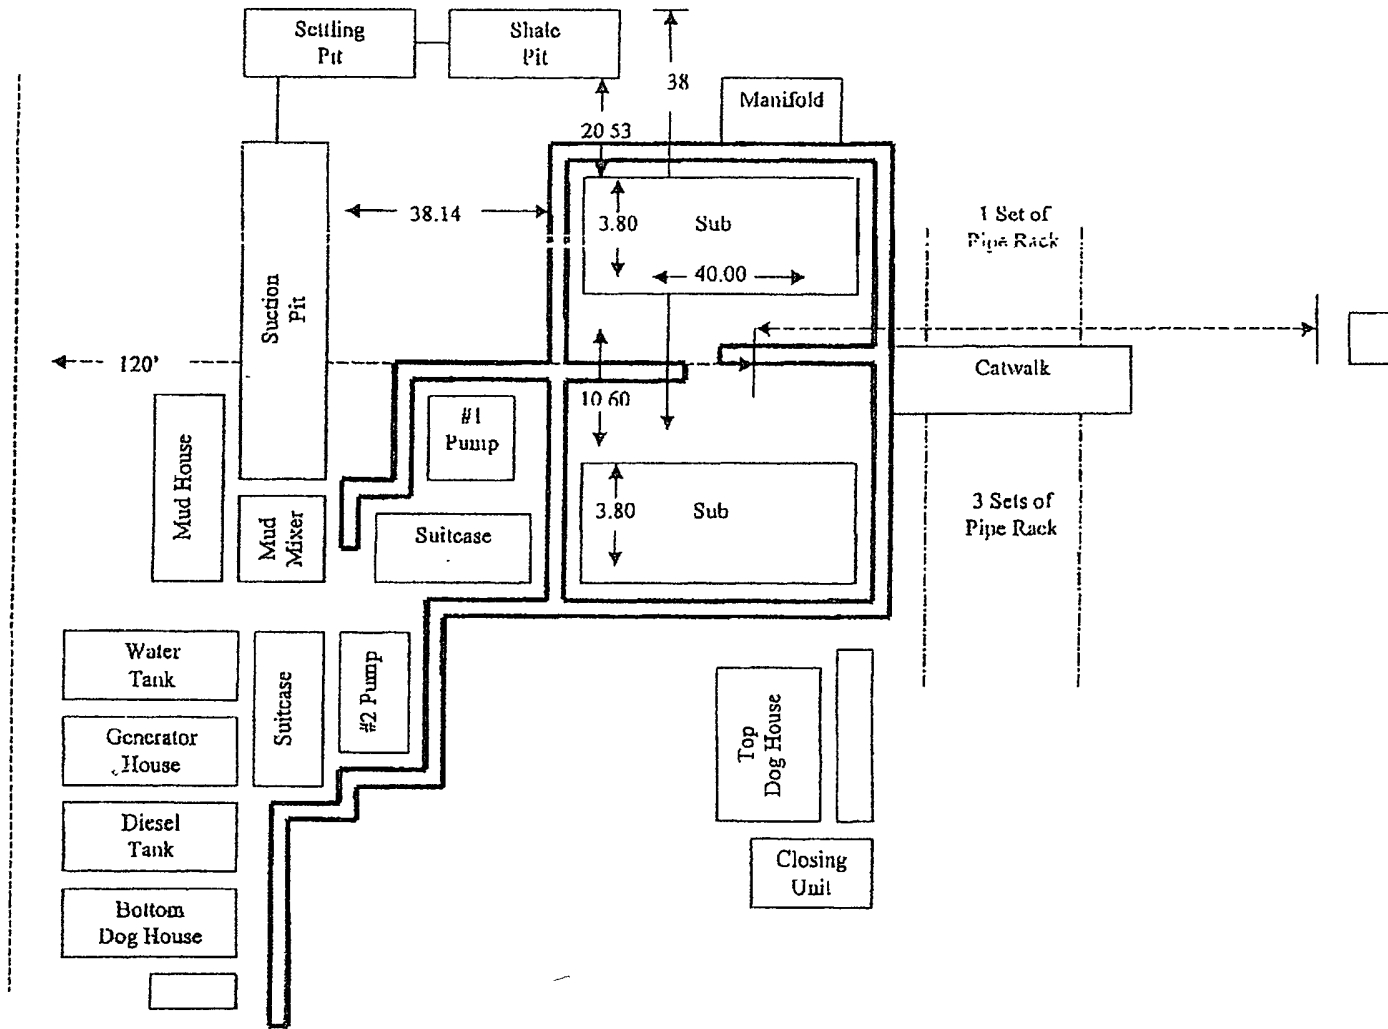 Settling
Pit
Shale
Pit
38
Manifold
20 53
38.14
3.80
Sub
40.00
1 Set of
Pipe Rack
Suction
Pit
120'
Catwalk
10 60
#1
Pump
Mud House
Mud
Mixer
Suitcase
3.80
Sub
3 Sets of
Pipe Rack
Water
Tank
Suitcase
#2 Pump
Generator
House
Top
Dog House
Diesel
Tank
Closing
Unit
Bottom
Dog House